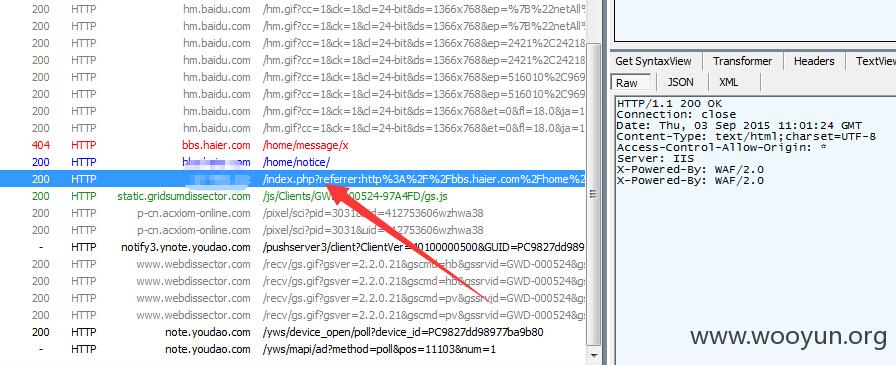 200 HTTP hm.baidu.com /hm.gif?cc=1&ck=1&cl=24-bit&ds=1366x768&ep=%7B%22netAll%2
200 HTTP hm.baidu.com /hm.gif?cc=1&ck=1&cl=24-bit&ds=1366x768&ep=%7B%22netAll%2
200 HTTP hm.baidu.com /hm.gif?cc=1&ck=1&cl=24-bit&ds=1366x768&ep=2421%2C2421&
200 HTTP hm.baidu.com /hm.gif?cc=1&ck=1&cl=24-bit&ds=1366x768&ep=2421%2C2421&
200 HTTP hm.baidu.com /hm.gif?cc=1&ck=1&cl=24-bit&ds=1366x768&ep=516010%2C969
200 HTTP hm.baidu.com /hm.gif?cc=1&ck=1&cl=24-bit&ds=1366x768&ep=516010%2C969
200 HTTP hm.baidu.com /hm.gif?cc=1&ck=1&cl=24-bit&ds=1366x768&et=0&fl=18.0&ja=1
200 HTTP hm.baidu.com /hm.gif?cc=1&ck=1&cl=24-bit&ds=1366x768&et=0&fl=18.0&ja=1
404 HTTP bbs.haier.com /home/message/x
200 HTTP /home/notice/
200 HTTP /index.php?referrer:http%3A%2F%2Fbbs.haier.com%2Fhome%2
200 HTTP static.gridsumdissector.com /js/Clients/GWD-000524-97A4FD/gs.js
200 HTTP p-cn.acxiom-online.com /pixel/sci?pid=3031&sid=412753606wzhwa38
200 HTTP p-cn.acxiom-online.com /pixel/sci?pid=3031&uid=412753606wzhwa38
- HTTP notify3.ynote.youdao.com /pushserver3/client?ClientVer=40100000500&GUID=PC9827dd989
200 HTTP www.webdissector.com /recv/gs.gif?gsver=2.2.0.21&gscmd=hb&gssrvid=GWD-000524&gs
200 HTTP www.webdissector.com /recv/gs.gif?gsver=2.2.0.21&gscmd=hb&gssrvid=GWD-000524&gs
200 HTTP www.webdissector.com /recv/gs.gif?gsver=2.2.0.21&gscmd=pv&gssrvid=GWD-000524&gs
200 HTTP www.webdissector.com /recv/gs.gif?gsver=2.2.0.21&gscmd=pv&gssrvid=GWD-000524&gs
200 HTTP note.youdao.com /yws/device_open/poll?device_id=PC9827dd98977ba9b80
- HTTP note.youdao.com /yws/mapi/ad?method=poll&pos=11103&num=1
Get SyntaxView Transformer Headers TextView
Raw JSON XML
HTTP/1.1 200 OK
Connection: close
Date: Thu, 03 Sep 2015 11:01:24 GMT
Content-Type: text/html;charset=UTF-8
Access-Control-Allow-Origin: *
Server: IIS
X-Powered-By: WAF/2.0
X-Powered-By: WAF/2.0
www.wooyun.org